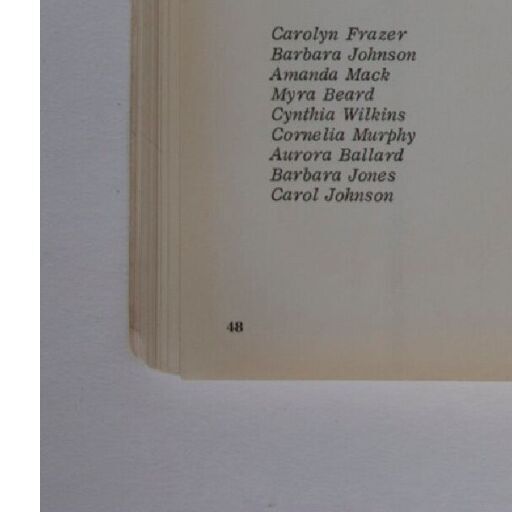 Carolyn Frazer
Barbara Johnson
Amanda Mack
Myra Beard
Cynthia Wilkins
Cornelia Murphy
Aurora Ballard
Barbara Jones
Carol Johnson
48